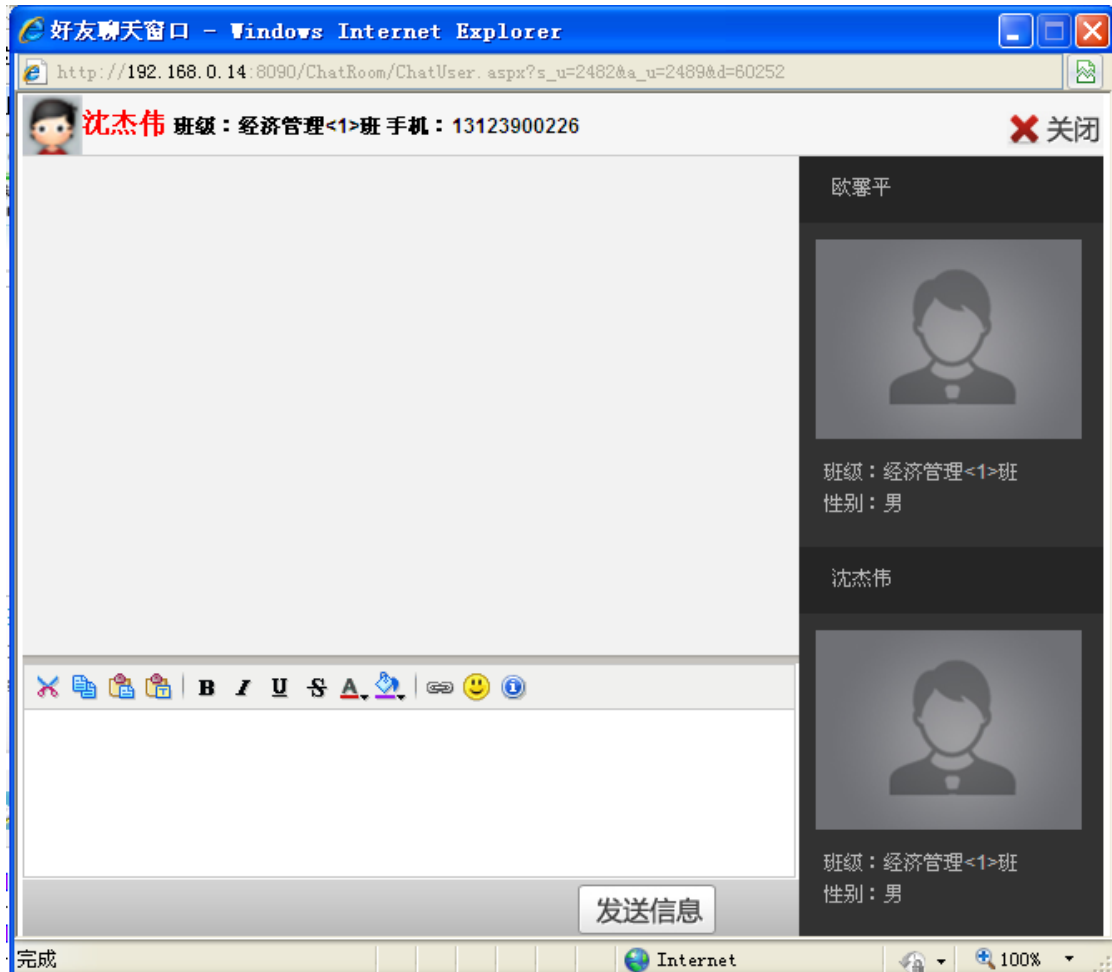 好友聊天窗口 - Windows Internet Explorer
http://192.168.0.14:8090/ChatRoom/ChatUser.aspx?s_u=2482&a_u=2489&d=60252
沈杰伟 班级：经济管理<1>班 手机：13123900226
关闭
欧馨平
班级：经济管理<1>班
性别：男
沈杰伟
班级：经济管理<1>班
性别：男
B I U S A
发送信息
完成
Internet
100%